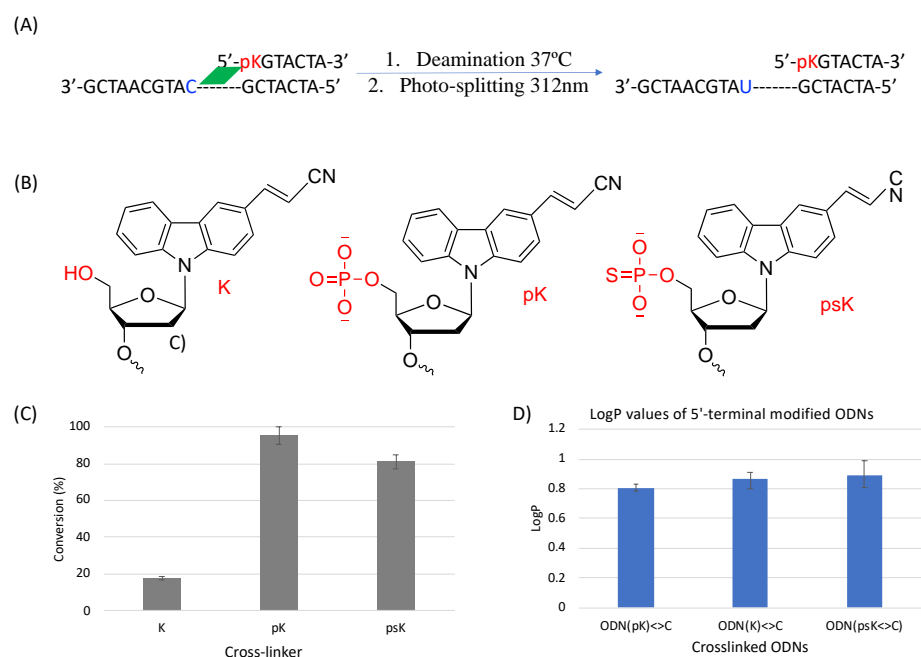 (A)
5’-pKGTACTA-3’
3’-GCTAACGTAC-------GCTACTA-5’
1. Deamination 37ºC
2. Photo-splitting 312nm
5’-pKGTACTA-3’
3’-GCTAACGTAU-------GCTACTA-5’
(B)
CN
N
HO
O
O
K
C)
CN
N
O
O=P-O
O
O
O
pK
C
N
N
O
S=P-O
O
O
O
psK
(C)
Conversion (%)
100
80
60
40
20
0
K pK psK
Cross-linker
D)
LogP values of 5'-terminal modified ODNs
LogP
1.2
1
0.8
0.6
0.4
0.2
0
ODN(pK)<>C ODN(K)<>C ODN(psK<>C)
Crosslinked ODNs